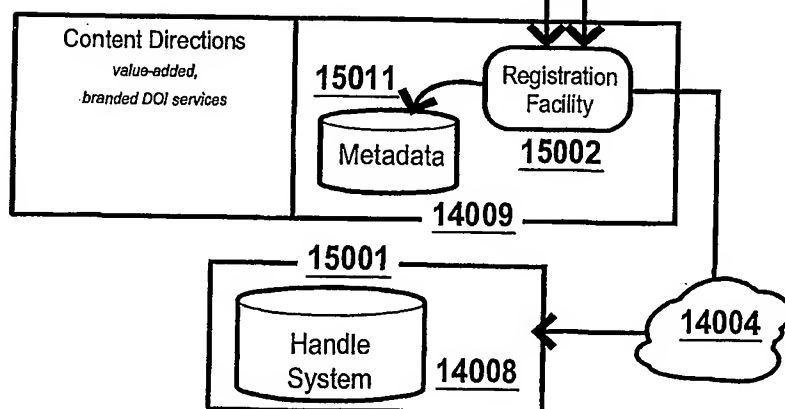 Content Directions
value-added,
branded DOI services
15011
Registration
Facility
15002
Metadata
14009
15001
Handle
System
14008
14004